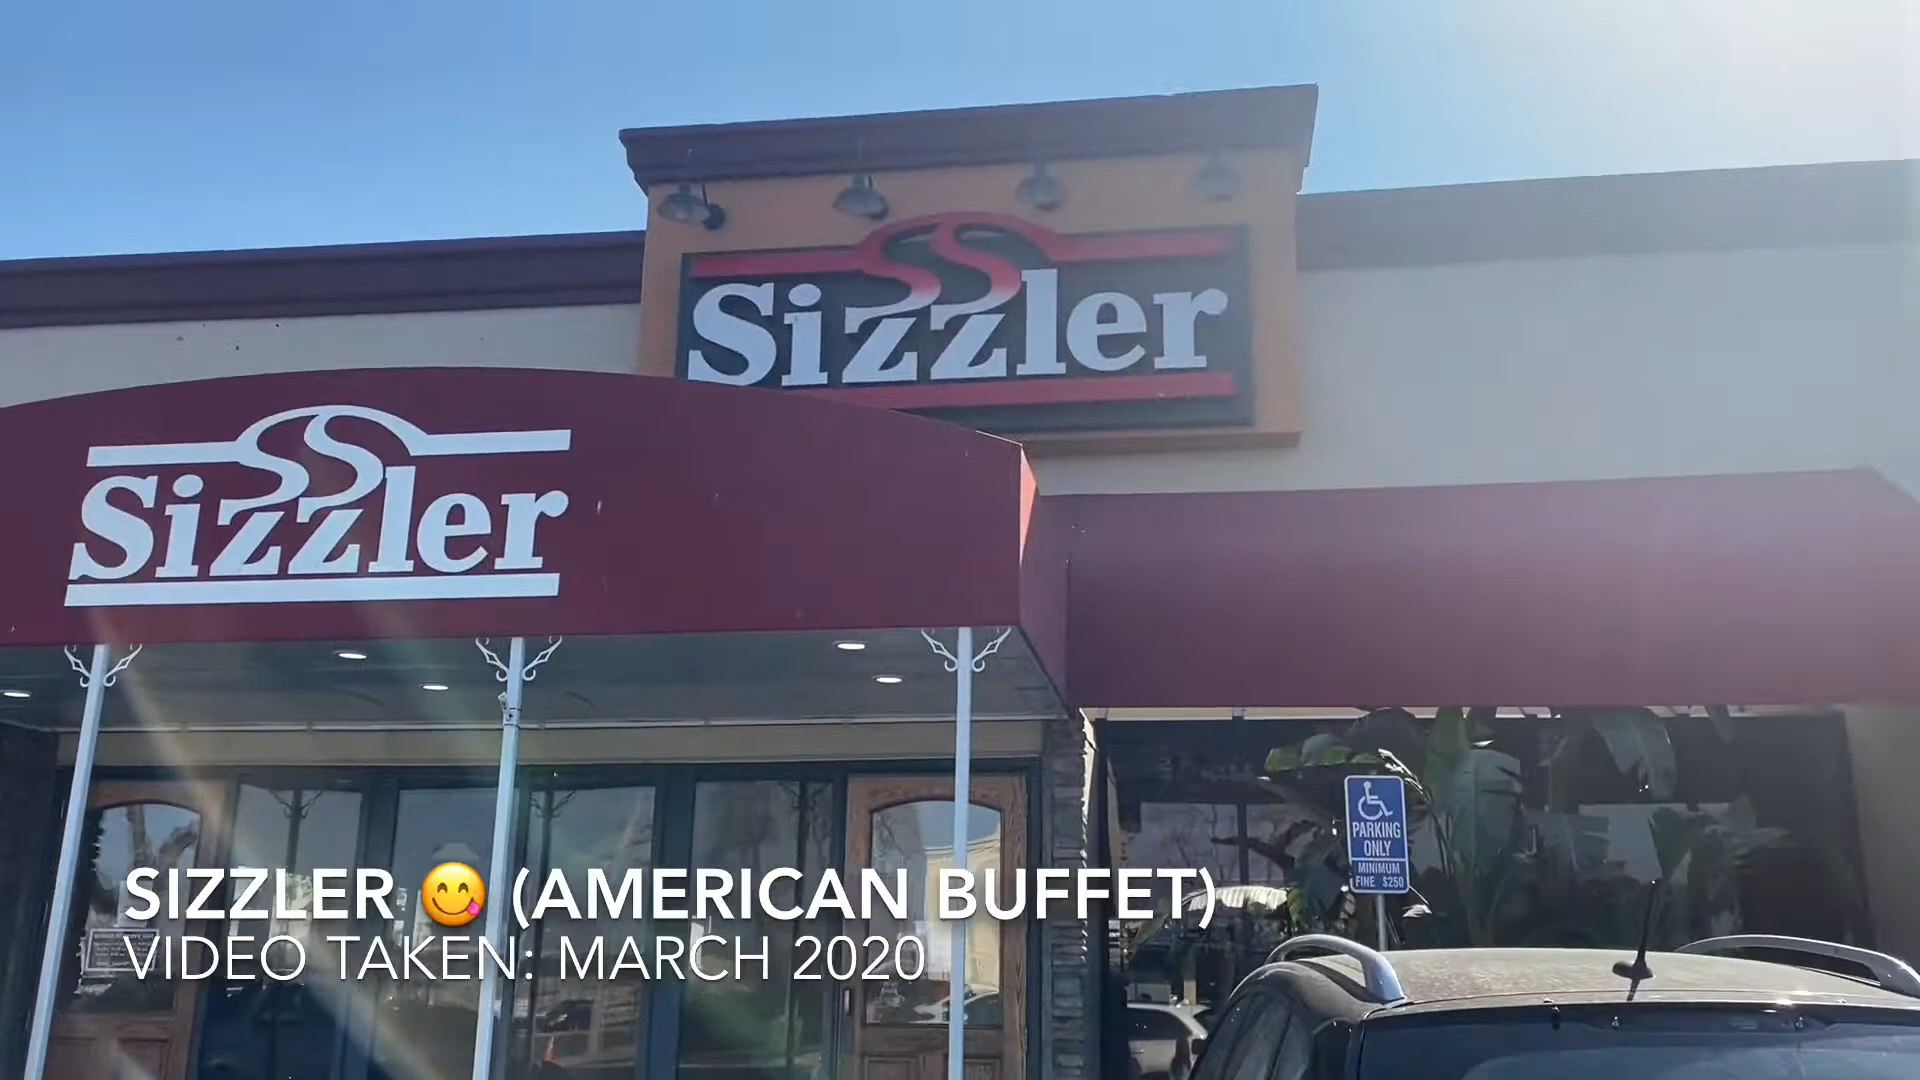 Sizzler
Sizzler
PARKING
ONLY
MINIMUM
FINE $250
SIZZLER 😋 (AMERICAN BUFFET)
VIDEO TAKEN: MARCH 2020